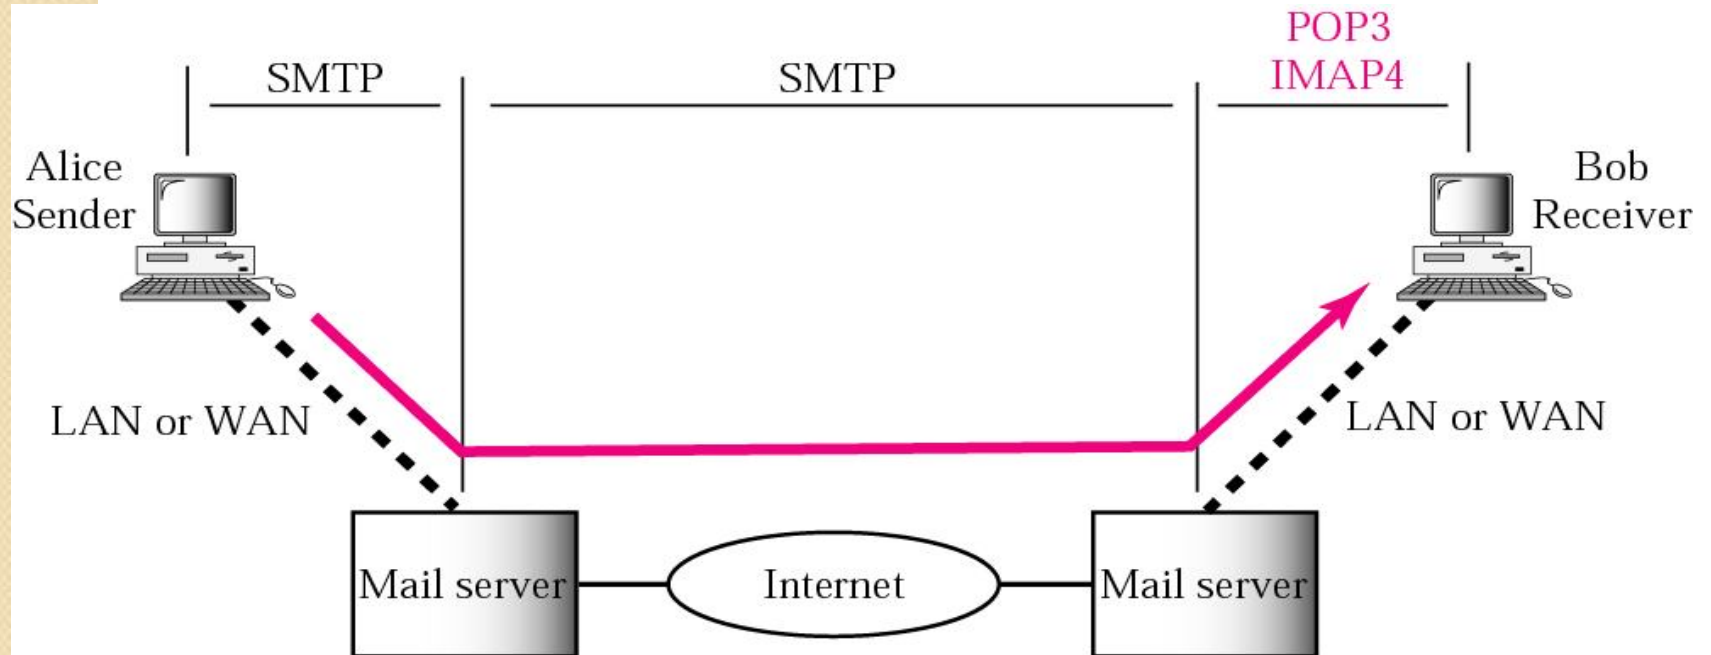 POP3
IMAP4
SMTP
SMTP
Alice
Sender
Bob
Receiver
LAN or WAN
LAN or WAN
Mail server
Internet
Mail server